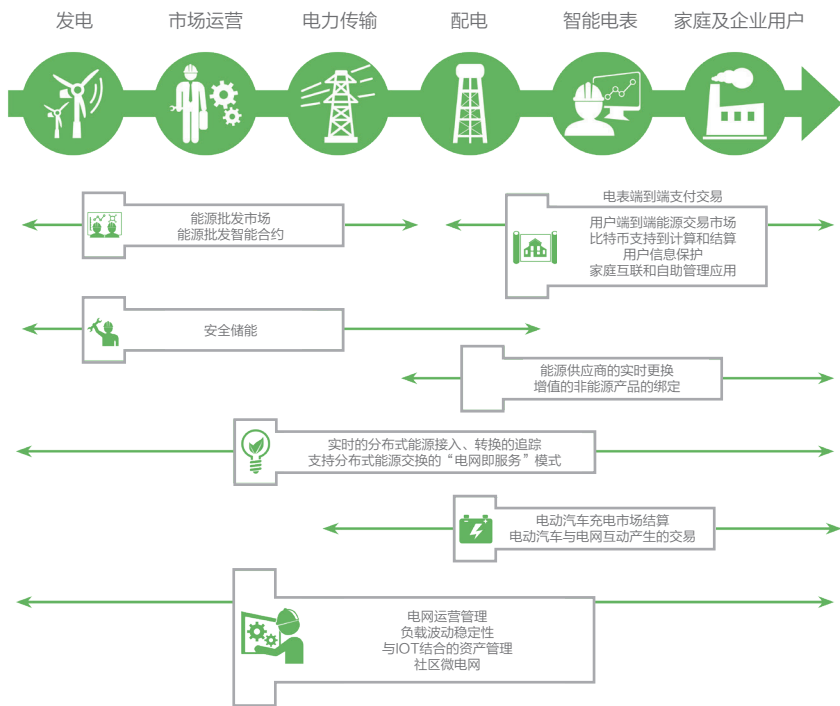 发电
市场运营
电力传输
配电
智能电表
家庭及企业用户
能源批发市场
能源批发智能合约
电表端到端支付交易
用户端到端能源交易市场
比特币支持到计算和结算
用户信息保护
家庭互联和自助管理应用
安全储能
能源供应商的实时更换
增值的非能源产品的绑定
实时的分布式能源接入、转换的追踪
支持分布式能源交换的“电网即服务”模式
电动汽车充电市场结算
电动汽车与电网互动产生的交易
电网运营管理
负载波动稳定性
与IOT结合的资产管理
社区微电网